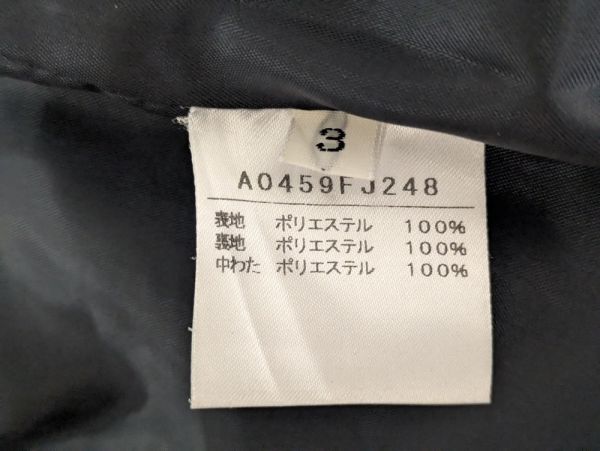 3
A0459FJ248
表地 ポリエステル 100%
裏地 ポリエステル 100%
中わた ポリエステル 100%